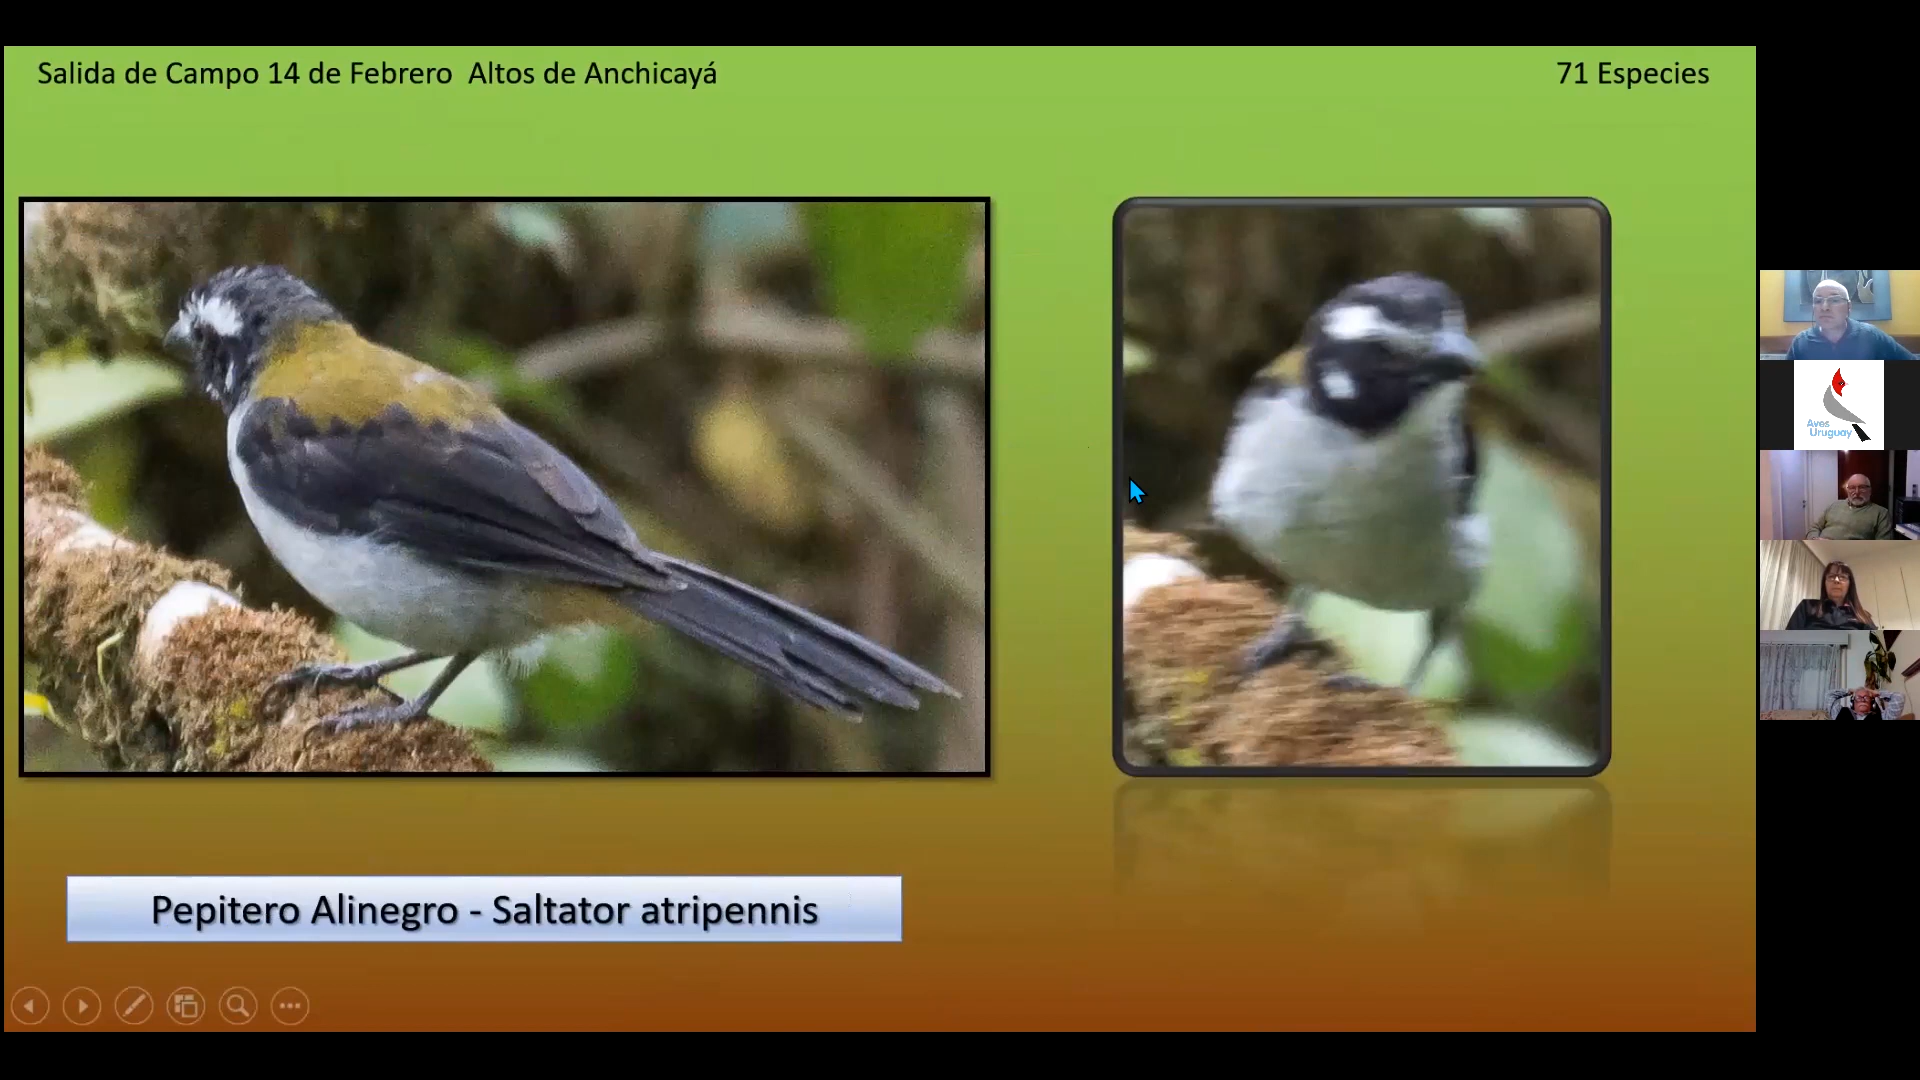 Salida de Campo 14 de Febrero  Altos de Anchicayá
71 Especies
Aves
Uruguay
Pepitero Alinegro - Saltator atripennis